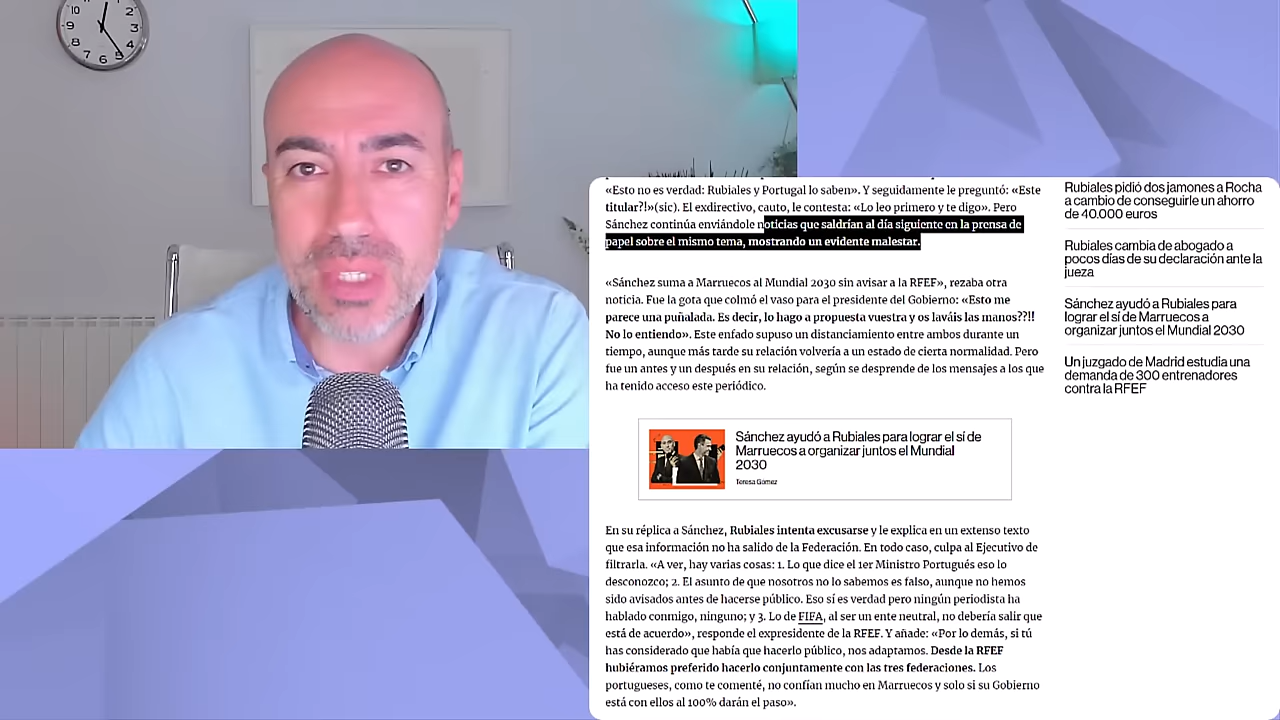 10
2
9
3
8
4
7
6
5
«Esto no es verdad: Rubiales y Portugal lo saben». Y seguidamente le preguntó: «Este
titular?!»(sic). El exdirectivo, cauto, le contesta: «Lo leo primero y te digo». Pero
Sánchez continúa enviándole noticias que saldrían al día siguiente en la prensa de
papel sobre el mismo tema, mostrando un evidente malestar.
«Sánchez suma a Marruecos al Mundial 2030 sin avisar a la RFEF», rezaba otra
noticia. Fue la gota que colmó el vaso para el presidente del Gobierno: «Esto me
parece una puñalada. Es decir, lo hago a propuesta vuestra y os laváis las manos??!!
No lo entiendo». Este enfado supuso un distanciamiento entre ambos durante un
tiempo, aunque más tarde su relación volvería a un estado de cierta normalidad. Pero
fue un antes y un después en su relación, según se desprende de los mensajes a los que
ha tenido acceso este periódico.
Sánchez ayudó a Rubiales para lograr el sí de
Marruecos a organizar juntos el Mundial
2030
Teresa Gómez
En su réplica a Sánchez, Rubiales intenta excusarse y le explica en un extenso texto
que esa información no ha salido de la Federación. En todo caso, culpa al Ejecutivo de
filtrarla. «A ver, hay varias cosas: 1. Lo que dice el 1er Ministro Portugués eso lo
desconozco; 2. El asunto de que nosotros no lo sabemos es falso, aunque no hemos
sido avisados antes de hacerse público. Eso sí es verdad pero ningún periodista ha
hablado conmigo, ninguno; y 3. Lo de FIFA, al ser un ente neutral, no debería salir que
está de acuerdo», responde el expresidente de la RFEF. Y añade: «Por lo demás, si tú
has considerado que había que hacerlo público, nos adaptamos. Desde la RFEF
hubiéramos preferido hacerlo conjuntamente con las tres federaciones. Los
portugueses, como te comenté, no confían mucho en Marruecos y solo si su Gobierno
está con ellos al 100% darán el paso».
Rubiales pidió dos jamones a Rocha
a cambio de conseguirle un ahorro
de 40.000 euros
Rubiales cambia de abogado a
pocos días de su declaración ante la
jueza
Sánchez ayudó a Rubiales para
lograr el sí de Marruecos a
organizar juntos el Mundial 2030
Un juzgado de Madrid estudia una
demanda de 300 entrenadores
contra la RFEF